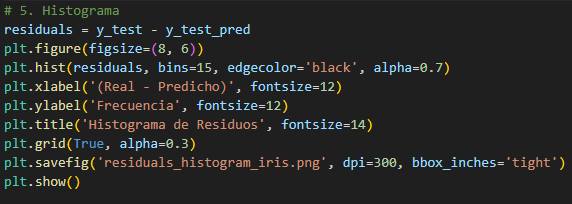 # 5. Histograma
residuals = y_test - y_test_pred
plt.figure(figsize=(8, 6))
plt.hist(residuals, bins=15, edgecolor='black', alpha=0.7)
plt.xlabel('(Real - Predicho)', fontsize=12)
plt.ylabel('Frecuencia', fontsize=12)
plt.title('Histograma de Residuos', fontsize=14)
plt.grid(True, alpha=0.3)
plt.savefig('residuals_histogram_iris.png', dpi=300, bbox_inches='tight')
plt.show()